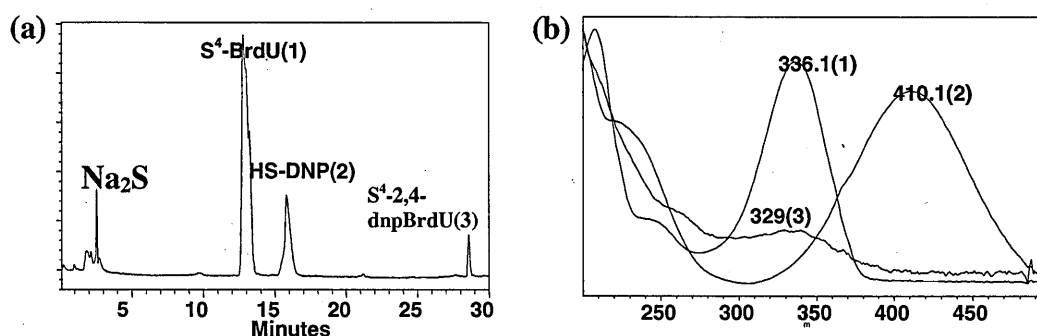 (a)
S⁴-BrdU(1)
Na₂S
HS-DNP(2)
S⁴-2,4-
dnpBrdU(3)
5 10 15 20 25 30
Minutes
(b)
336.1(1)
410.1(2)
329(3)
250 300 350 400 450
m